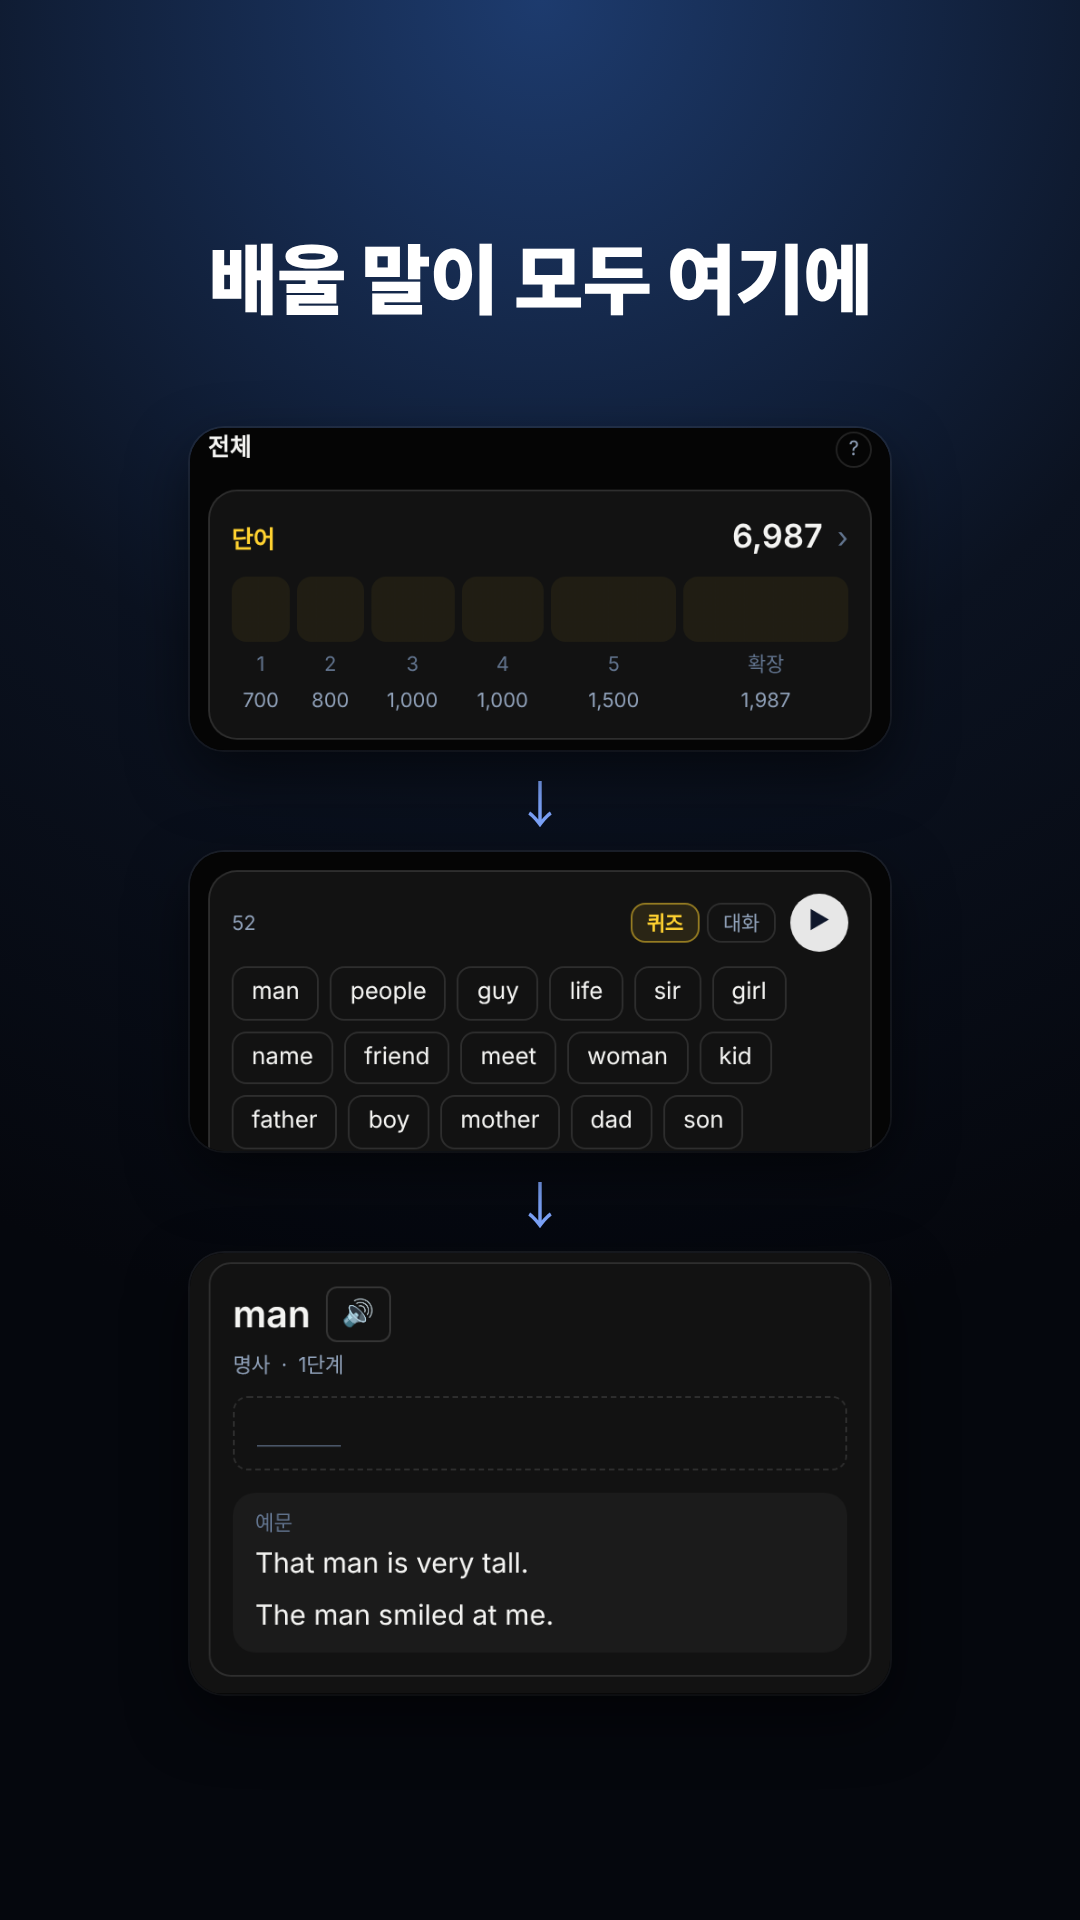 배울 말이 모두 여기에
전체 ?
단어 6,987 ›
1 2 3 4 5 확장
700 800 1,000 1,000 1,500 1,987
↓
52 퀴즈 대화
man people guy life sir girl
name friend meet woman kid
father boy mother dad son
↓
man
명사 · 1단계
예문
That man is very tall.
The man smiled at me.